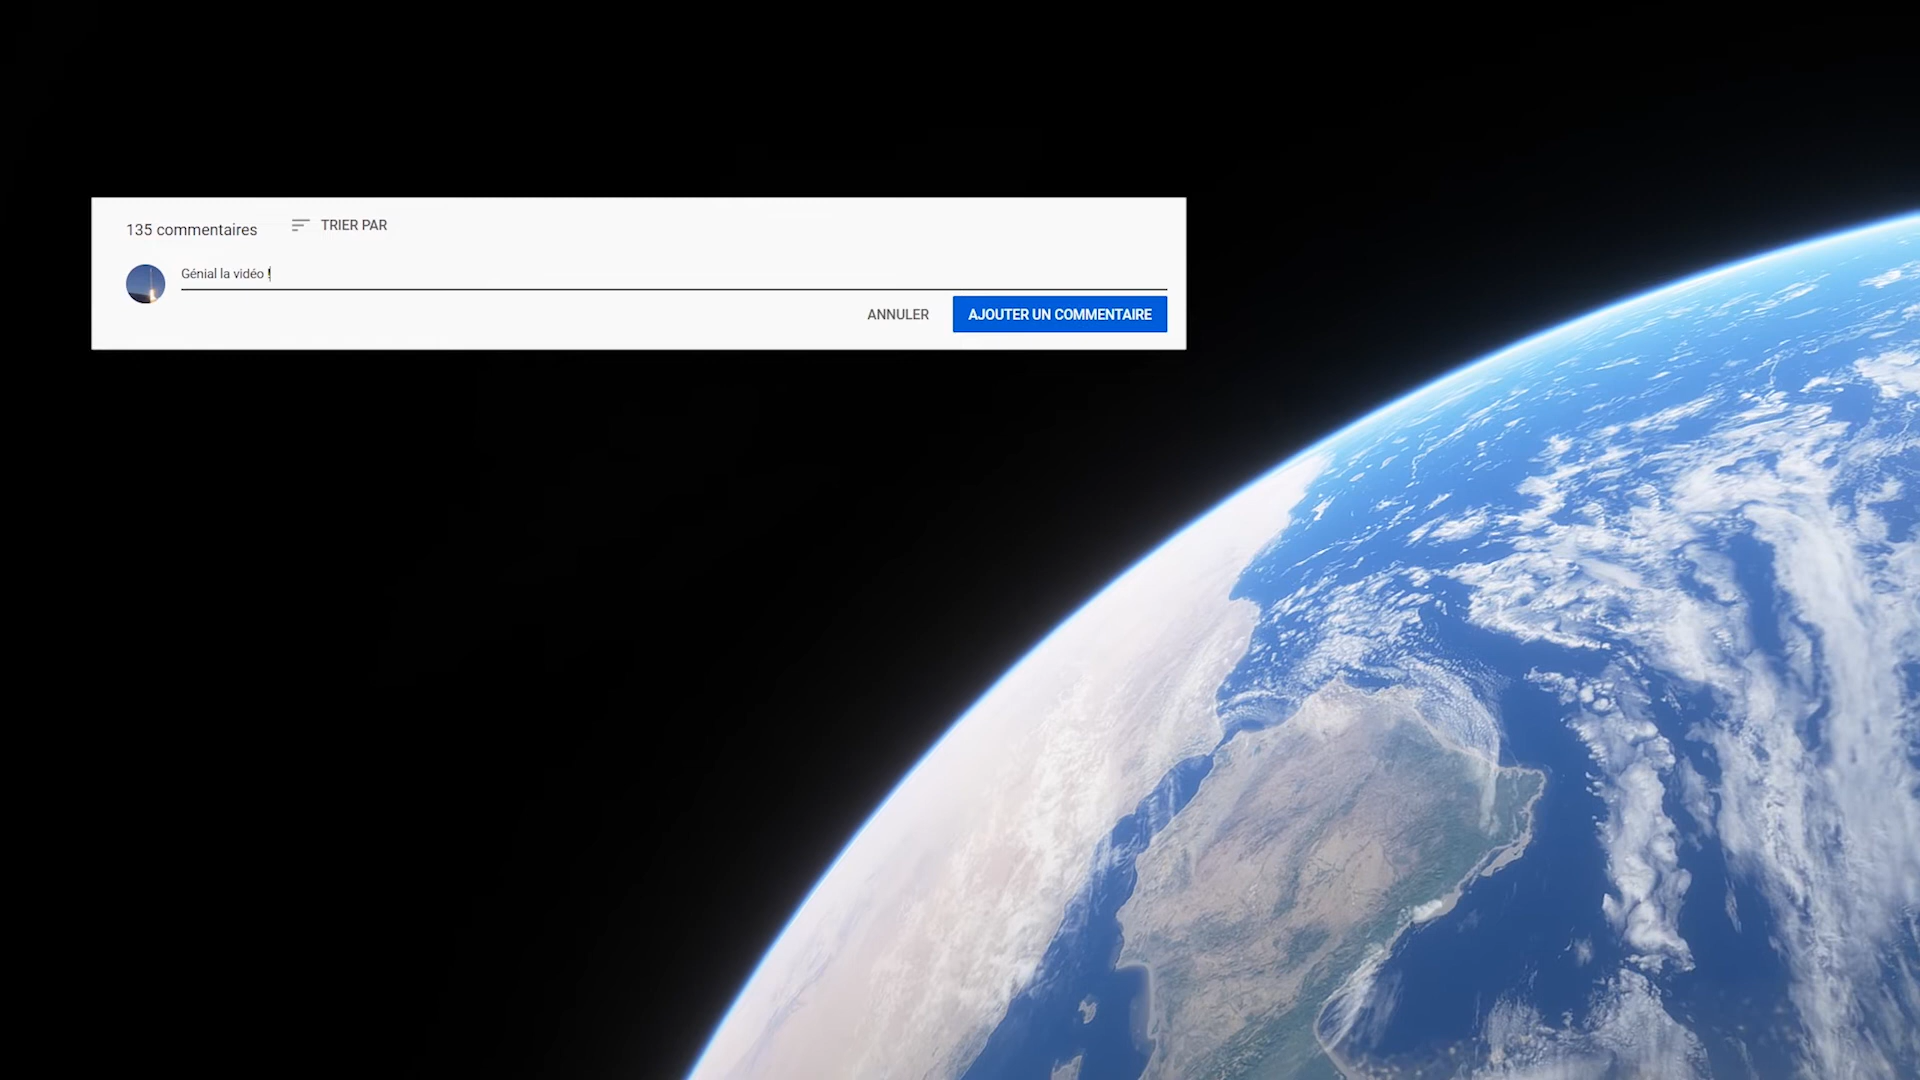 135 commentaires
TRIER PAR
Génial la vidéo !
ANNULER
AJOUTER UN COMMENTAIRE